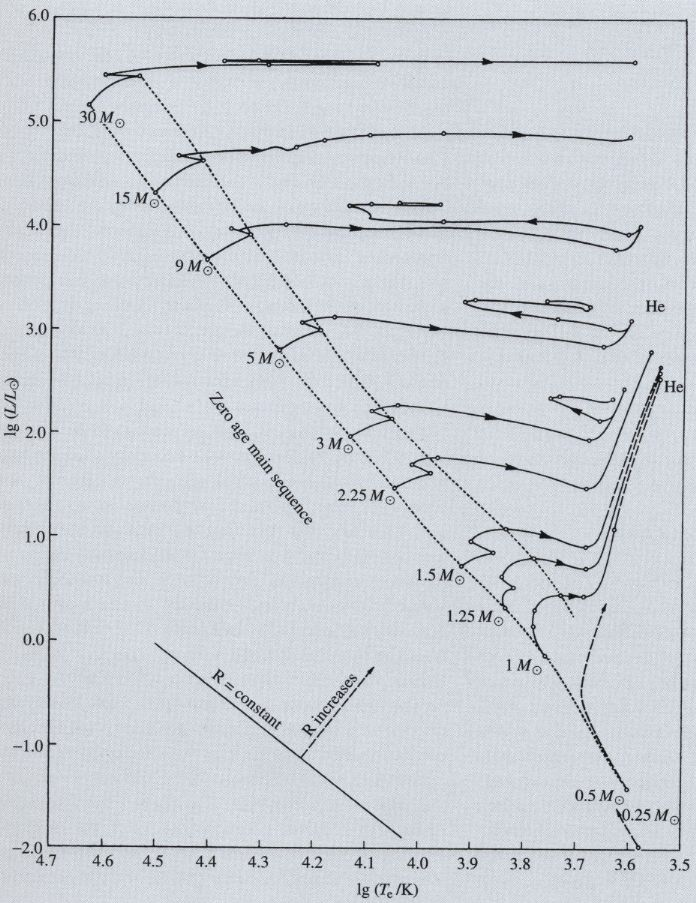 6.0
5.0
4.0
3.0
2.0
1.0
0.0
−1.0
−2.0
lg (L/L⊙)
30 M⊙
15 M⊙
9 M⊙
5 M⊙
3 M⊙
2.25 M⊙
1.5 M⊙
1.25 M⊙
1 M⊙
0.5 M⊙
0.25 M⊙
He
He
Zero age main sequence
R = constant
R increases
4.7 4.6 4.5 4.4 4.3 4.2 4.1 4.0 3.9 3.8 3.7 3.6 3.5
lg (Te/K)